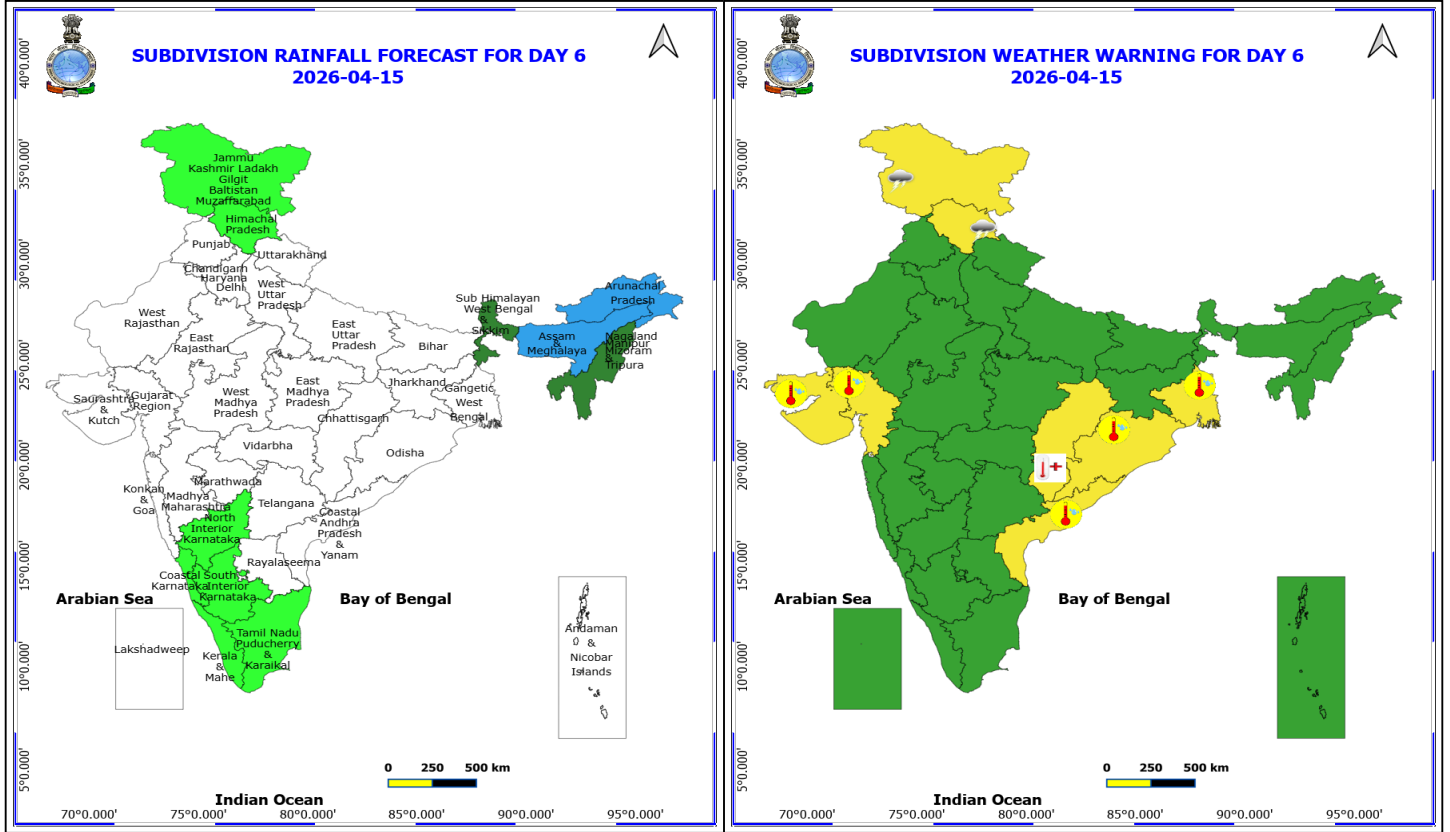 SUBDIVISION RAINFALL FORECAST FOR DAY 6
2026-04-15
40°0.000'
35°0.000'
30°0.000'
25°0.000'
20°0.000'
15°0.000'
10°0.000'
5°0.000'
Jammu
Kashmir Ladakh
Gilgit
Baltistan
Muzaffarabad
Himachal
Pradesh
Punjab
Uttarakhand
Chandigarh
Haryana
Delhi
West
Uttar
Pradesh
Sub Himalayan
West Bengal
&
Sikkim
Arunachal
Pradesh
West
Rajasthan
East
Rajasthan
East
Uttar
Pradesh
Bihar
Assam
&
Meghalaya
Nagaland
Manipur
Mizoram
&
Tripura
Saurashtra
&
Kutch
Gujarat
Region
West
Madhya
Pradesh
East
Madhya
Pradesh
Jharkhand
Gangetic
West
Bengal
Chhattisgarh
Vidarbha
Odisha
Konkan
&
Goa
Marathwada
Madhya
Maharashtra
Telangana
North
Interior
Karnataka
Coastal
Andhra
Pradesh
&
Yanam
Rayalaseema
Coastal
Karnataka
South
Interior
Karnataka
Arabian Sea
Bay of Bengal
Lakshadweep
Kerala
&
Mahe
Tamil Nadu
Puducherry
&
Karaikal
Andaman
&
Nicobar
Islands
0 250 500 km
Indian Ocean
70°0.000' 75°0.000' 80°0.000' 85°0.000' 90°0.000' 95°0.000'
SUBDIVISION WEATHER WARNING FOR DAY 6
2026-04-15
40°0.000'
35°0.000'
30°0.000'
25°0.000'
20°0.000'
15°0.000'
10°0.000'
5°0.000'
Arabian Sea
Bay of Bengal
0 250 500 km
Indian Ocean
70°0.000' 75°0.000' 80°0.000' 85°0.000' 90°0.000' 95°0.000'